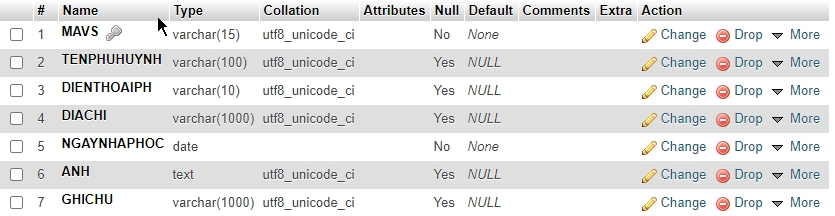 # Name Type Collation Attributes Null Default Comments Extra Action
1 MAVS varchar(15) utf8_unicode_ci No None Change Drop More
2 TENPHUHUYNH varchar(100) utf8_unicode_ci Yes NULL Change Drop More
3 DIENTHOAIPH varchar(10) utf8_unicode_ci Yes NULL Change Drop More
4 DIACHI varchar(1000) utf8_unicode_ci Yes NULL Change Drop More
5 NGAYNHAPHOC date No None Change Drop More
6 ANH text utf8_unicode_ci Yes NULL Change Drop More
7 GHICHU varchar(1000) utf8_unicode_ci Yes NULL Change Drop More